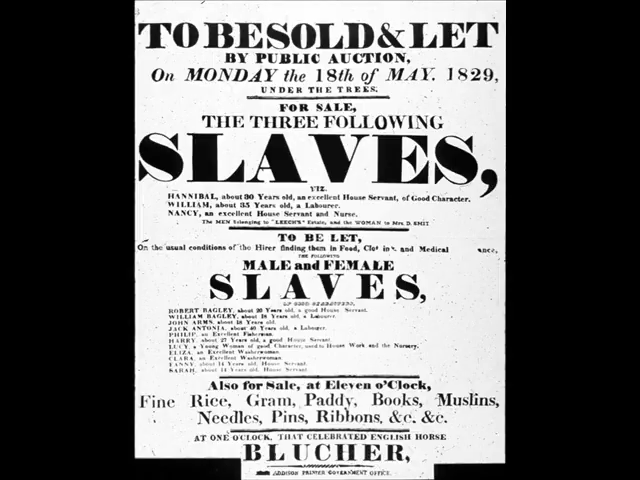 TO BE SOLD & LET
BY PUBLIC AUCTION,
On MONDAY the 18th of MAY. 1829,
UNDER THE TREES.
FOR SALE,
THE THREE FOLLOWING
SLAVES,
VIZ.
HANNIBAL, about 30 Years old, an excellent House Servant, of Good Character.
WILLIAM, about 35 Years old, a Labourer.
NANCY, an excellent House Servant and Nurse.
The MEN belonging to "LEECH'S" Estate, and the WOMAN to Mrs. D. SMIT
TO BE LET,
On the usual conditions of the Hirer finding them in Food, in and Medical
THE FOLLOWING
MALE and FEMALE
SLAVES,
OF GOOD CHARACTERS,
ROBERT BAGLEY, about 20 Years old, a good House Servant.
WILLIAM BAGLEY, about 18 Years old, a Labourer.
JOHN ARMS, about 18 Years old.
JACK ANTONIA, about 40 Years old, a Labourer.
PHILIP, an Excellent Fisherman.
HARRY, about 27 Years old, a good House Servant.
LUCY, a Young Woman of good Character, used to House Work and the Nursery.
ELIZA, an Excellent Washerwoman.
CLARA, an Excellent Washerwoman.
FANNY, about 14 Years old, House Servant.
SARAH, about 14 Years old, House Servant.
Also for Sale, at Eleven o'Clock,
Fine Rice, Gram, Paddy, Books, Muslins,
Needles, Pins, Ribbons, &c. &c.
AT ONE O'CLOCK, THAT CELEBRATED ENGLISH HORSE
BLUCHER,
ADDISON PRINTER GOVERNMENT OFFICE.